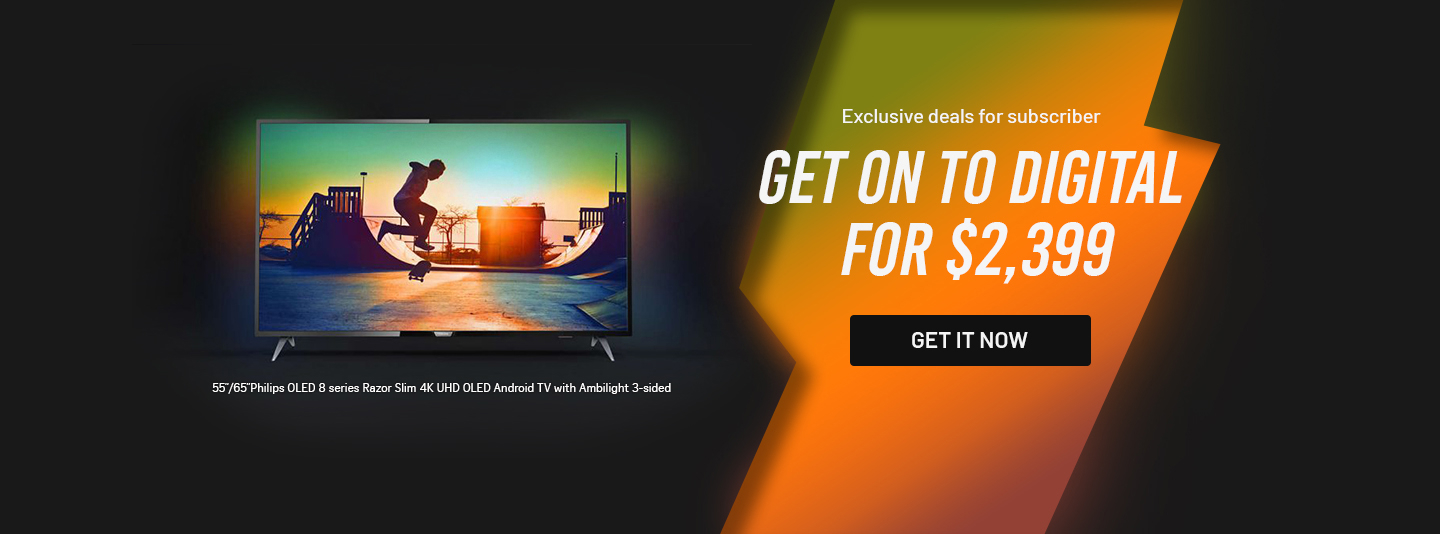 Exclusive deals for subscriber
GET ON TO DIGITAL
FOR $2,399
GET IT NOW
55"/65"Philips OLED 8 series Razor Slim 4K UHD OLED Android TV with Ambilight 3-sided